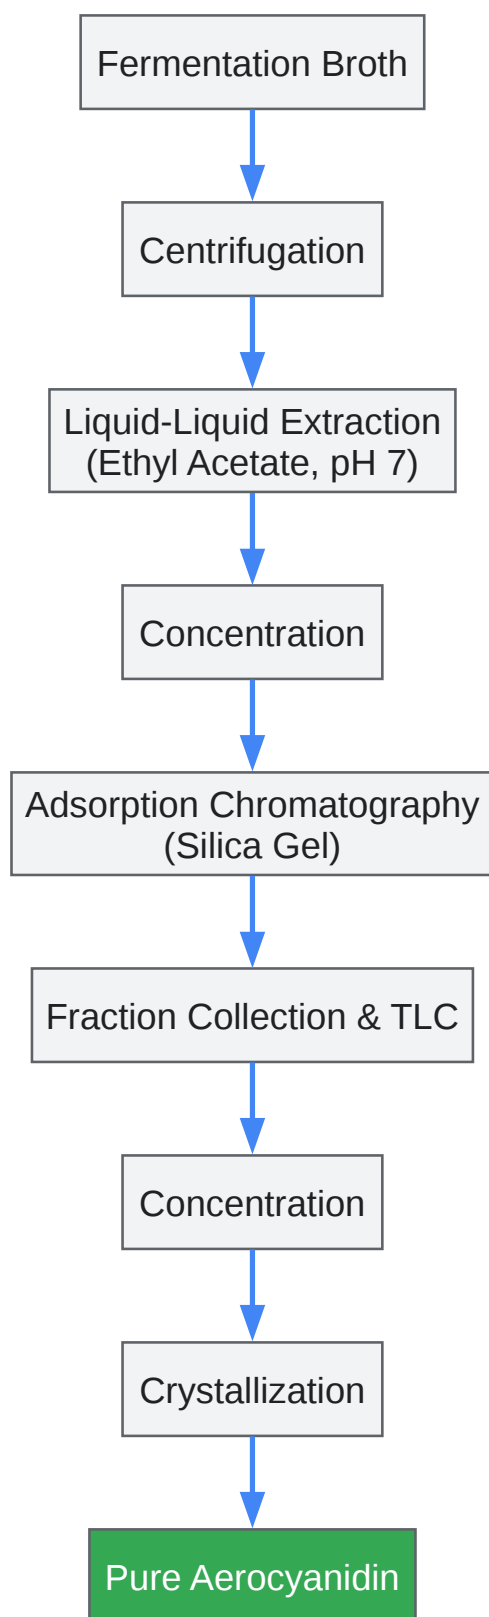 Fermentation Broth
Centrifugation
Liquid-Liquid Extraction
(Ethyl Acetate, pH 7)
Concentration
Adsorption Chromatography
(Silica Gel)
Fraction Collection & TLC
Concentration
Crystallization
Pure Aerocyanidin